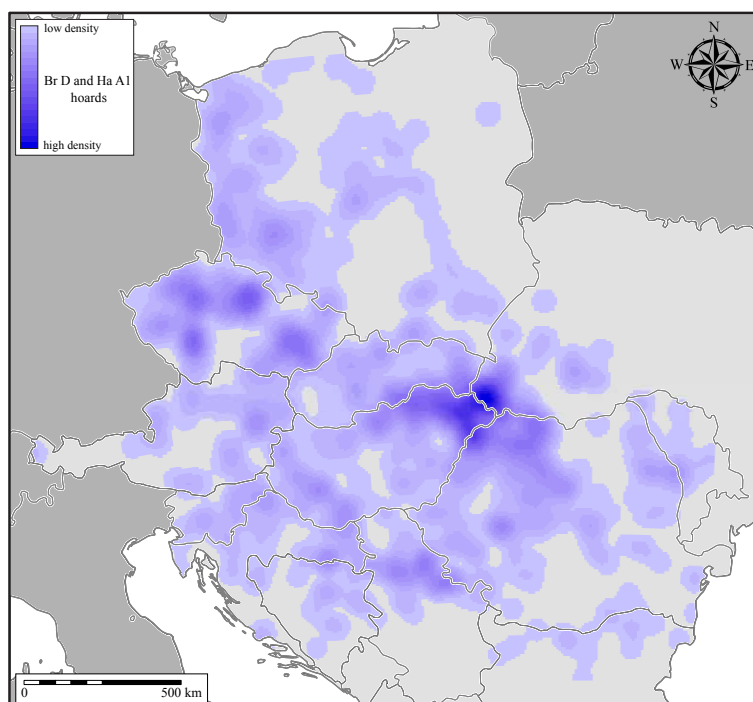 low density
Br D and Ha A1
hoards
high density
N
W E
S
0 500 km